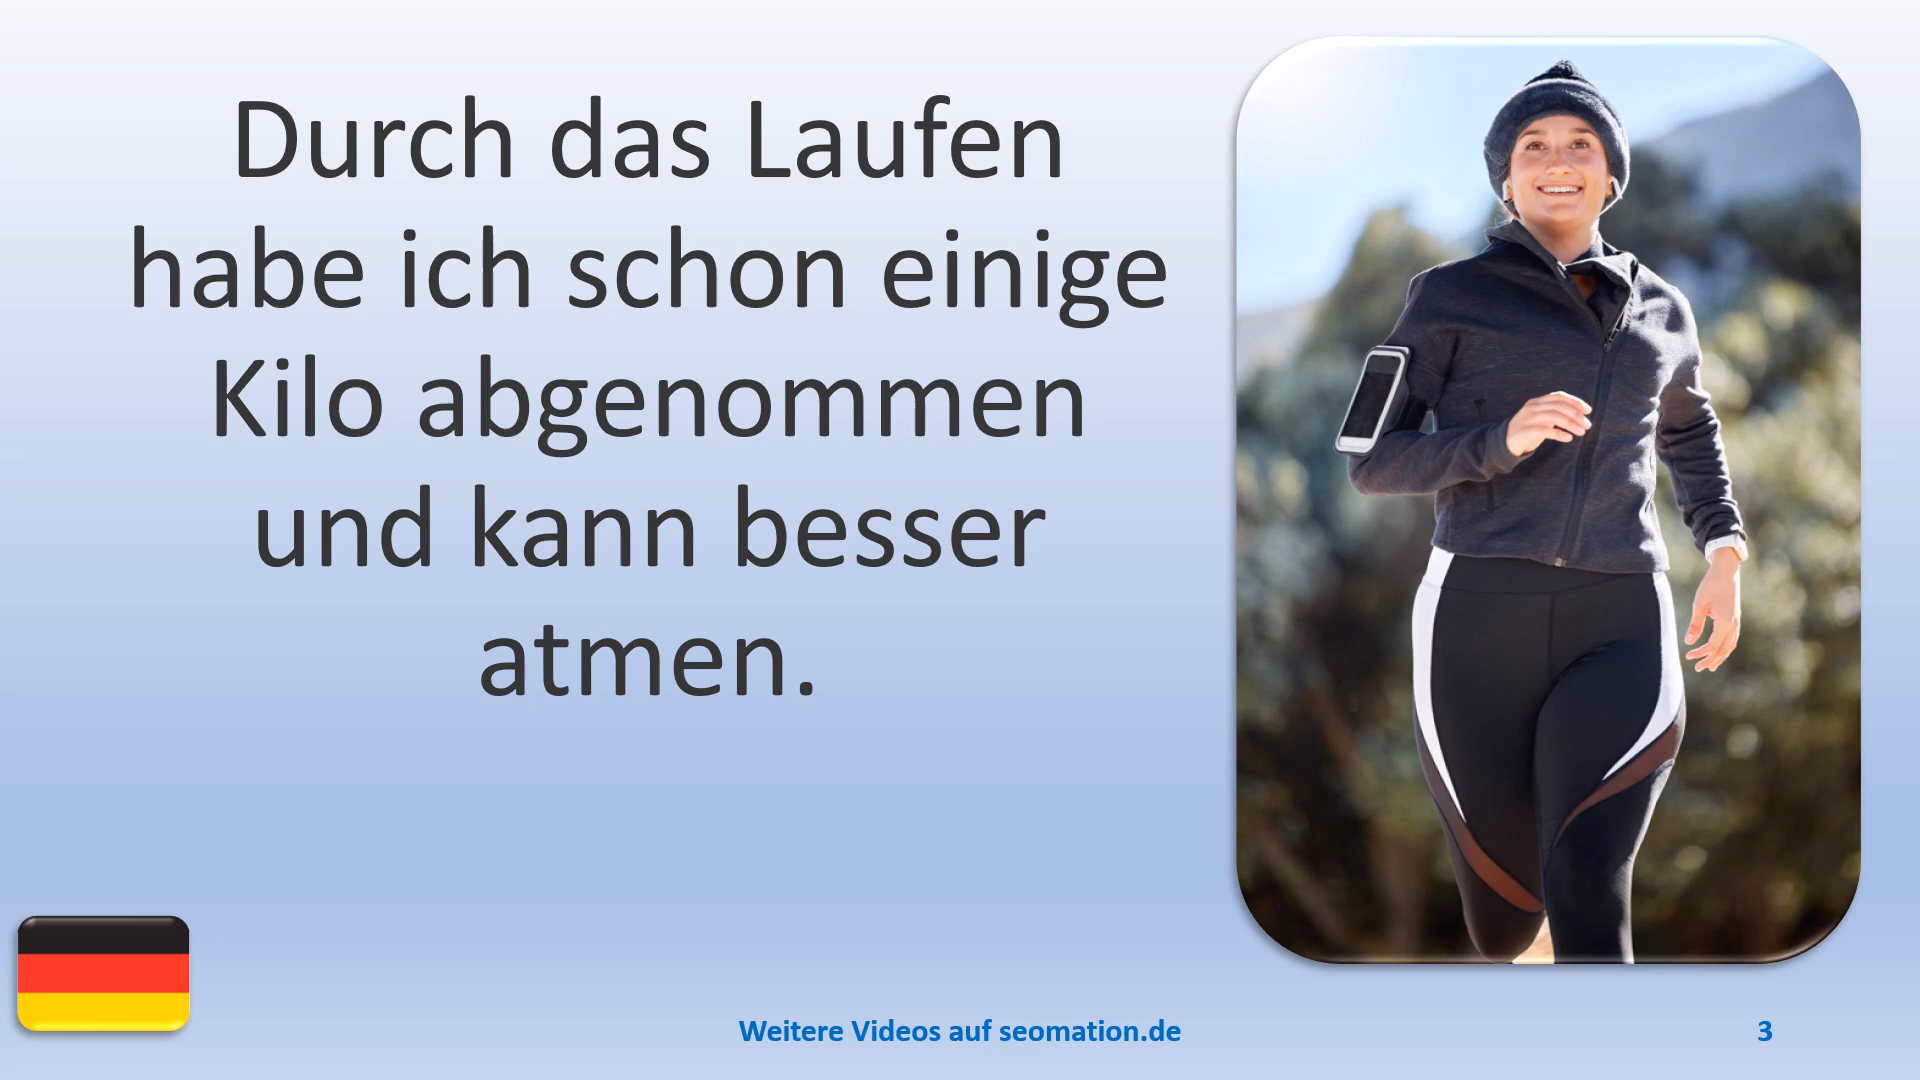 Durch das Laufen
habe ich schon einige
Kilo abgenommen
und kann besser
atmen.
Weitere Videos auf seomation.de
3